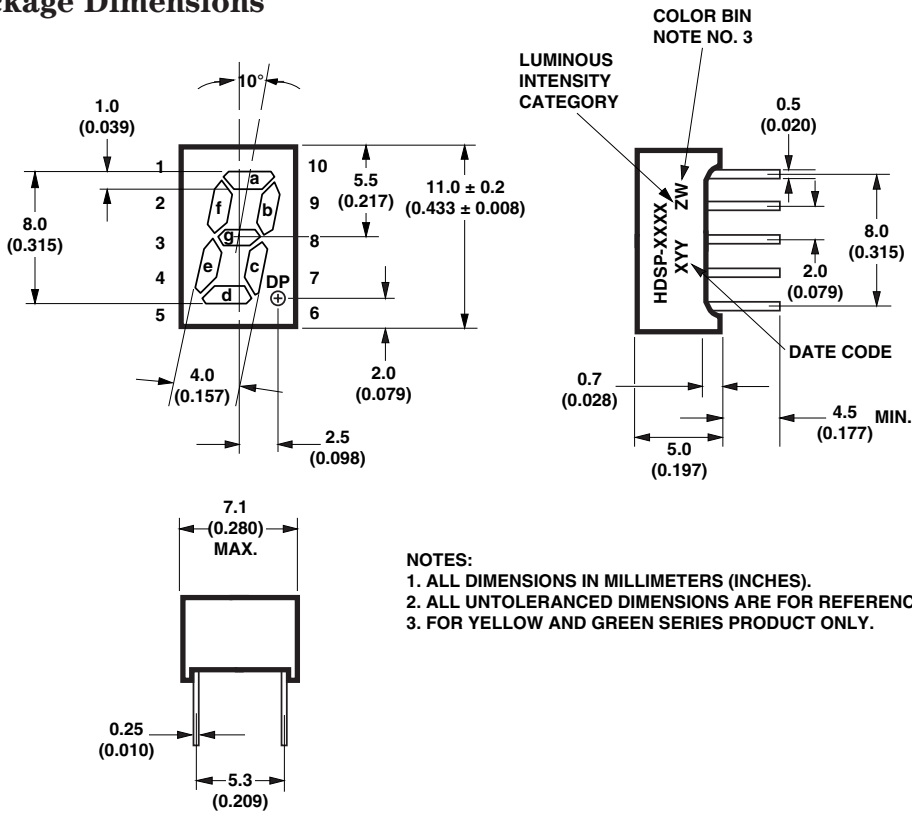 ckage Dimensions
10°
1.0
(0.039)
1
2
3
4
5
10
9
8
7
6
a
f
b
g
e
c
d
DP
8.0
(0.315)
5.5
(0.217)
11.0 ± 0.2
(0.433 ± 0.008)
4.0
(0.157)
2.0
(0.079)
2.5
(0.098)
COLOR BIN
NOTE NO. 3
LUMINOUS
INTENSITY
CATEGORY
HDSP-XXXX
XYY
ZW
0.5
(0.020)
8.0
(0.315)
2.0
(0.079)
DATE CODE
0.7
(0.028)
4.5 MIN.
(0.177)
5.0
(0.197)
7.1
(0.280)
MAX.
0.25
(0.010)
5.3
(0.209)
NOTES:
1. ALL DIMENSIONS IN MILLIMETERS (INCHES).
2. ALL UNTOLERANCED DIMENSIONS ARE FOR REFERENC
3. FOR YELLOW AND GREEN SERIES PRODUCT ONLY.